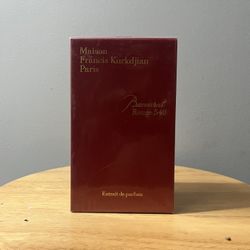 Maison
Francis Kurkdjian
Paris
Baccarat
Rouge 540
Extrait de parfum